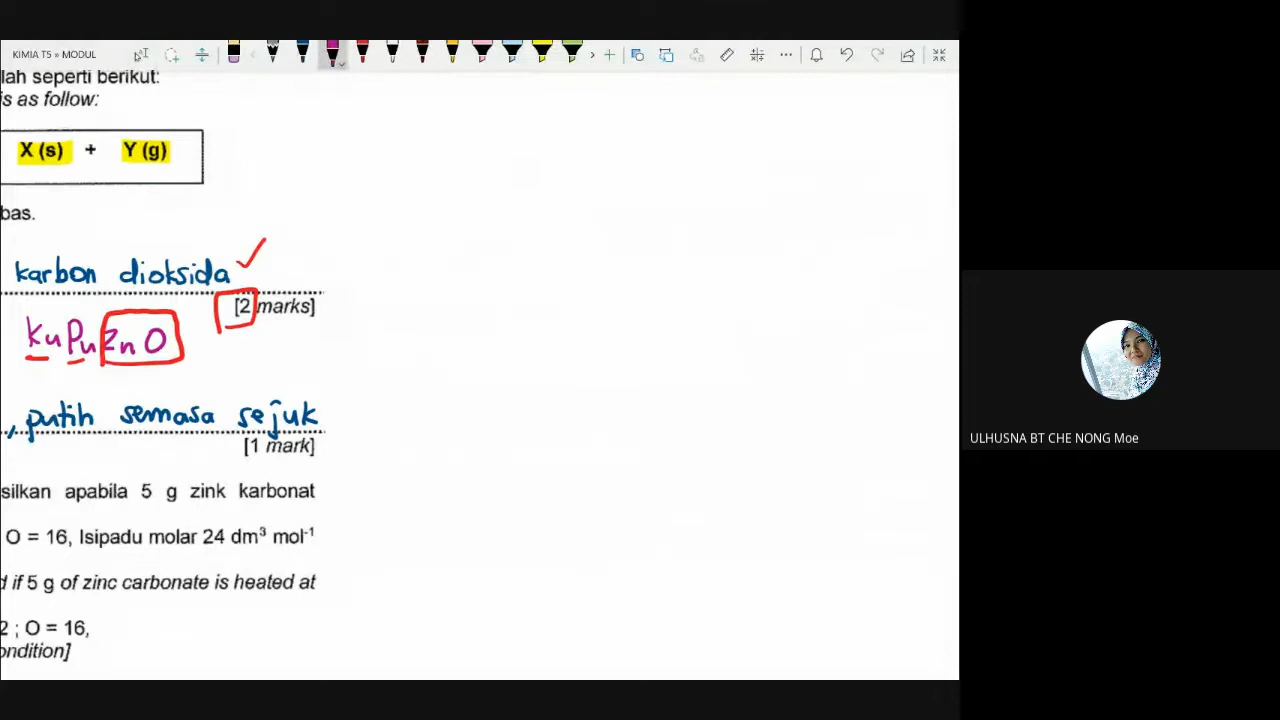 KIMIA T5 » MODUL
lah seperti berikut:
is as follow:
X (s) + Y (g)
bas.
karbon dioksida
[2 marks]
Ku Pu ZnO
, putih semasa sejuk
[1 mark]
silkan apabila 5 g zink karbonat
O = 16, Isipadu molar 24 dm³ mol⁻¹
d if 5 g of zinc carbonate is heated at
2 ; O = 16,
ondition]
ULHUSNA BT CHE NONG Moe